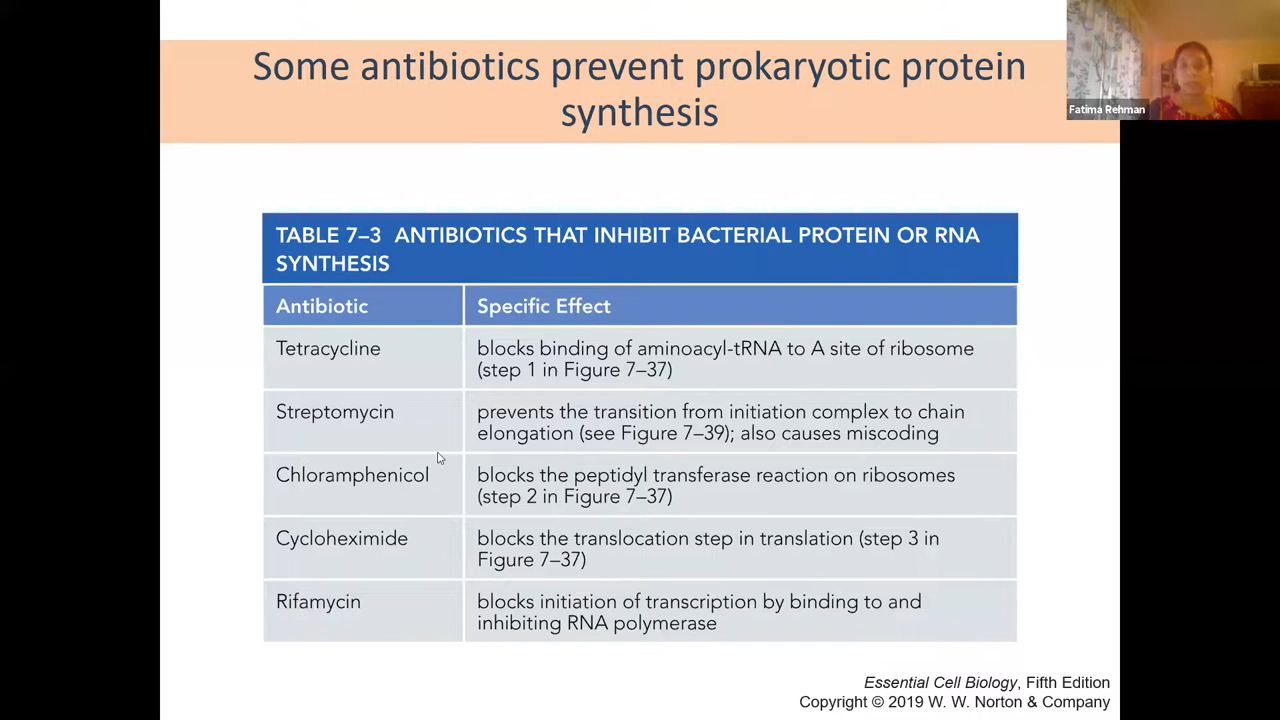 Some antibiotics prevent prokaryotic protein
synthesis
Fatima Rehman
TABLE 7–3 ANTIBIOTICS THAT INHIBIT BACTERIAL PROTEIN OR RNA
SYNTHESIS
Antibiotic
Specific Effect
Tetracycline
blocks binding of aminoacyl-tRNA to A site of ribosome
(step 1 in Figure 7–37)
Streptomycin
prevents the transition from initiation complex to chain
elongation (see Figure 7–39); also causes miscoding
Chloramphenicol
blocks the peptidyl transferase reaction on ribosomes
(step 2 in Figure 7–37)
Cycloheximide
blocks the translocation step in translation (step 3 in
Figure 7–37)
Rifamycin
blocks initiation of transcription by binding to and
inhibiting RNA polymerase
Essential Cell Biology, Fifth Edition
Copyright © 2019 W. W. Norton & Company